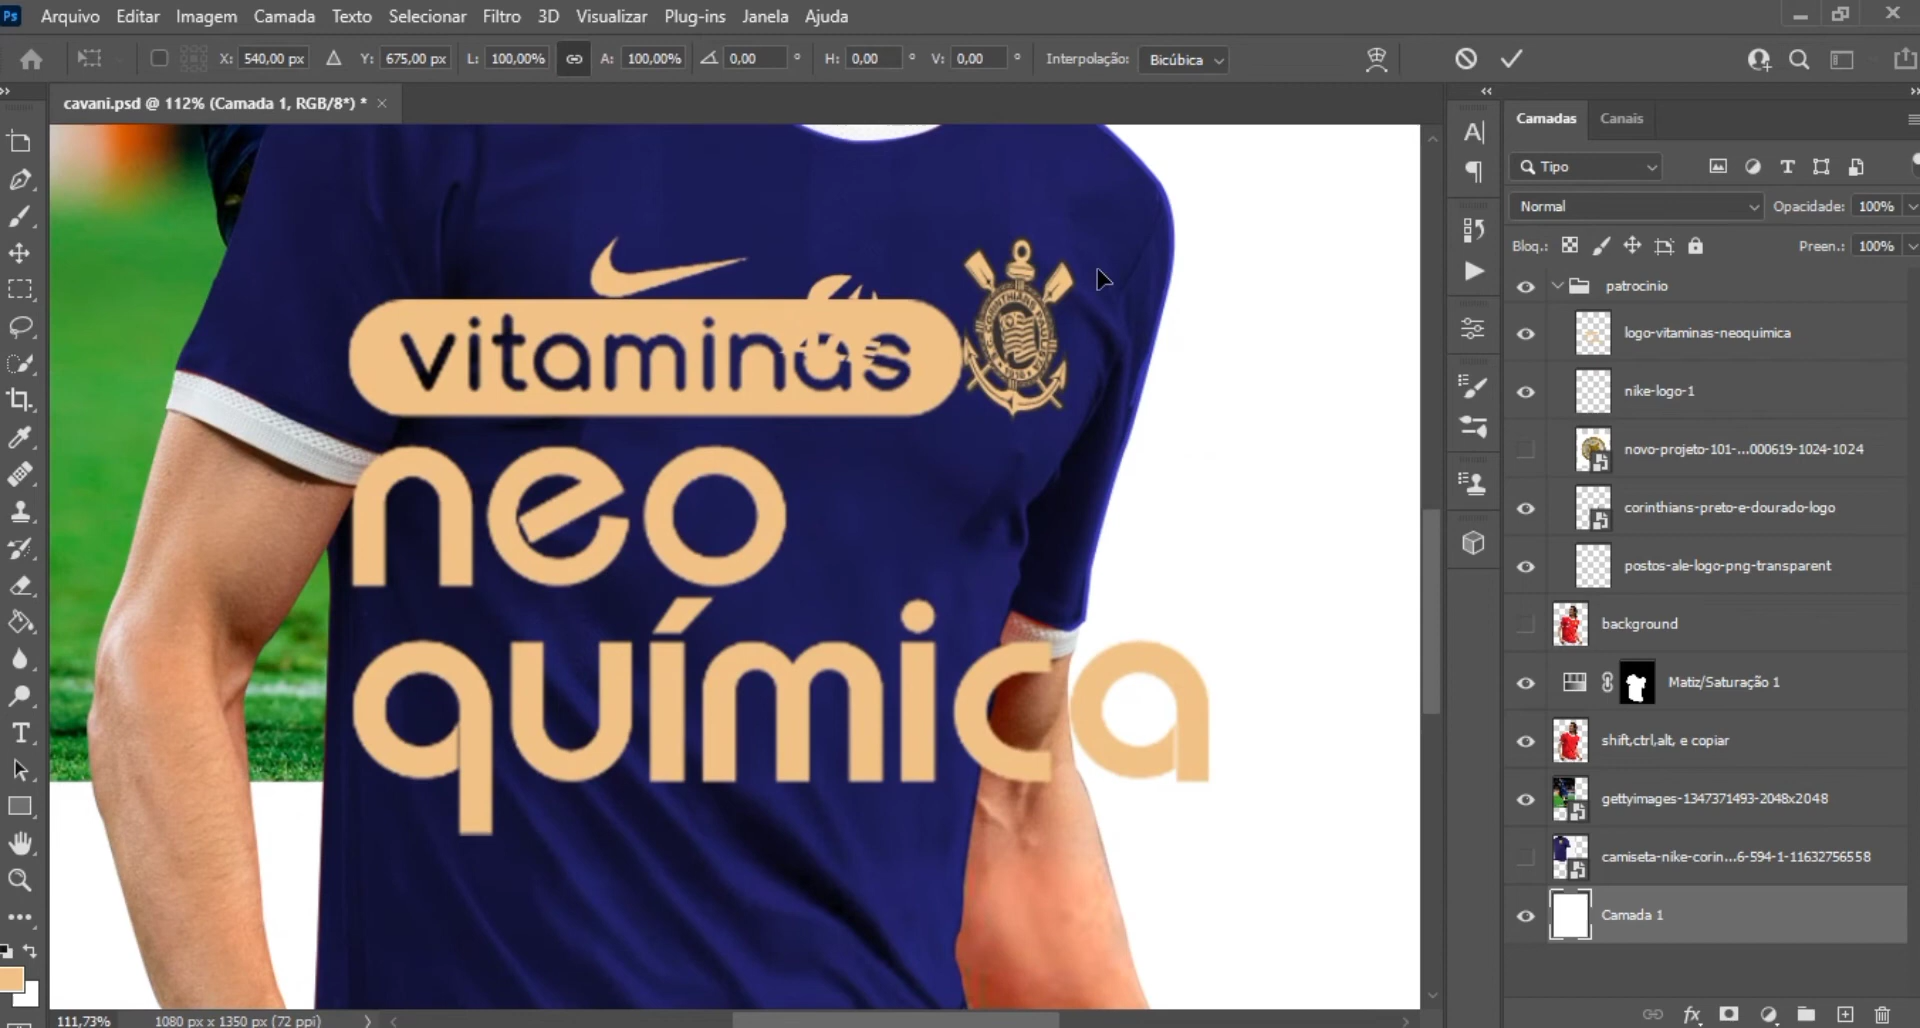 Ps Arquivo Editar Imagem Camada Texto Selecionar Filtro 3D Visualizar Plug-ins Janela Ajuda
X: 540,00 px Y: 675,00 px L: 100,00% A: 100,00% 0,00 ° H: 0,00 ° V: 0,00 ° Interpolação: Bicúbica
cavani.psd @ 112% (Camada 1, RGB/8*) * ×
Camadas Canais
Tipo
Normal Opacidade: 100%
Bloq.: Preen.: 100%
patrocinio
logo-vitaminas-neoquimica
nike-logo-1
novo-projeto-101-...000619-1024-1024
corinthians-preto-e-dourado-logo
postos-ale-logo-png-transparent
background
Matiz/Saturação 1
shift,ctrl,alt, e copiar
gettyimages-1347371493-2048x2048
camiseta-nike-corin...6-594-1-11632756558
Camada 1
vitaminas
neo
química
111,73% 1080 px x 1350 px (72 ppi)